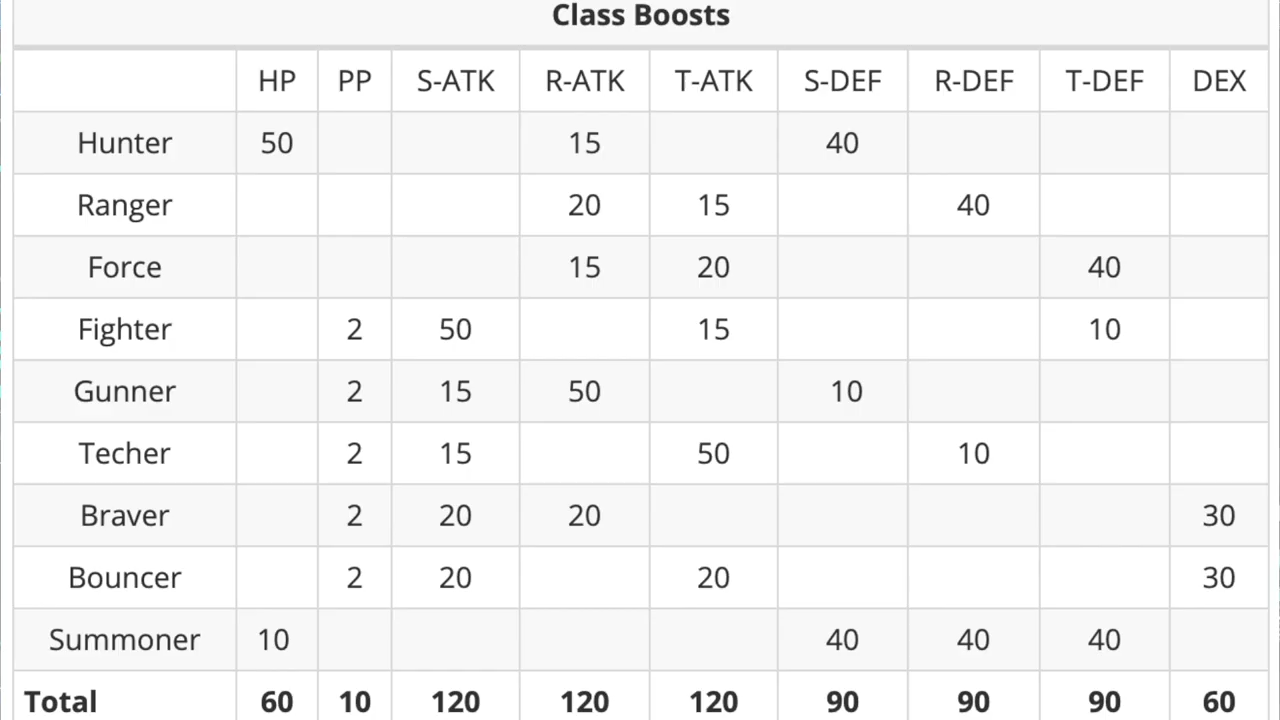 Class Boosts
HP PP S-ATK R-ATK T-ATK S-DEF R-DEF T-DEF DEX
Hunter 50 15 40
Ranger 20 15 40
Force 15 20 40
Fighter 2 50 15 10
Gunner 2 15 50 10
Techer 2 15 50 10
Braver 2 20 20 30
Bouncer 2 20 20 30
Summoner 10 40 40 40
Total 60 10 120 120 120 90 90 90 60